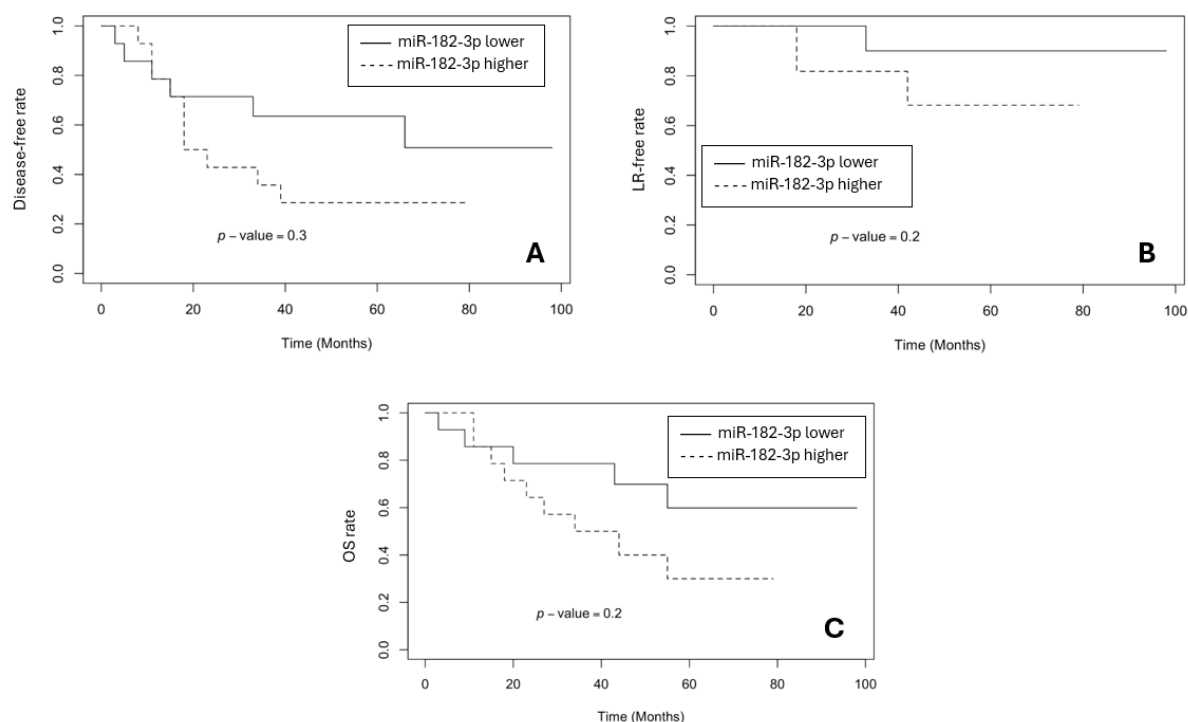 Disease-free rate
1.0
0.8
0.6
0.4
0.2
0.0
miR-182-3p lower
miR-182-3p higher
p – value = 0.3
A
0 20 40 60 80 100
Time (Months)
LR-free rate
1.0
0.8
0.6
0.4
0.2
0.0
miR-182-3p lower
miR-182-3p higher
p – value = 0.2
B
0 20 40 60 80 100
Time (Months)
OS rate
1.0
0.8
0.6
0.4
0.2
0.0
miR-182-3p lower
miR-182-3p higher
p – value = 0.2
C
0 20 40 60 80 100
Time (Months)